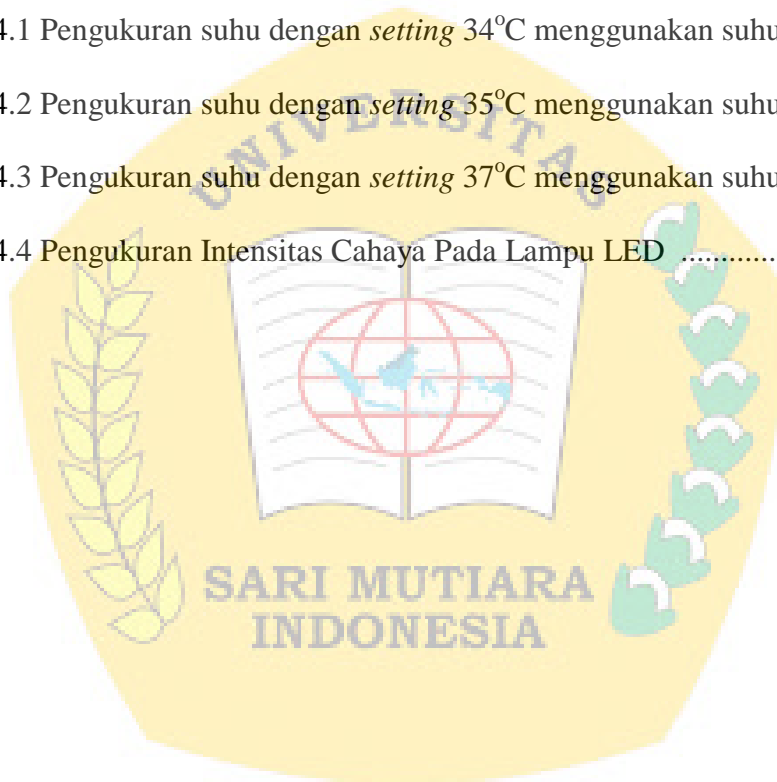 4.1 Pengukuran suhu dengan setting 34°C menggunakan suhu
4.2 Pengukuran suhu dengan setting 35°C menggunakan suhu
4.3 Pengukuran suhu dengan setting 37°C menggunakan suhu
4.4 Pengukuran Intensitas Cahaya Pada Lampu LED ............
UNIVERSITAS
SARI MUTIARA
INDONESIA